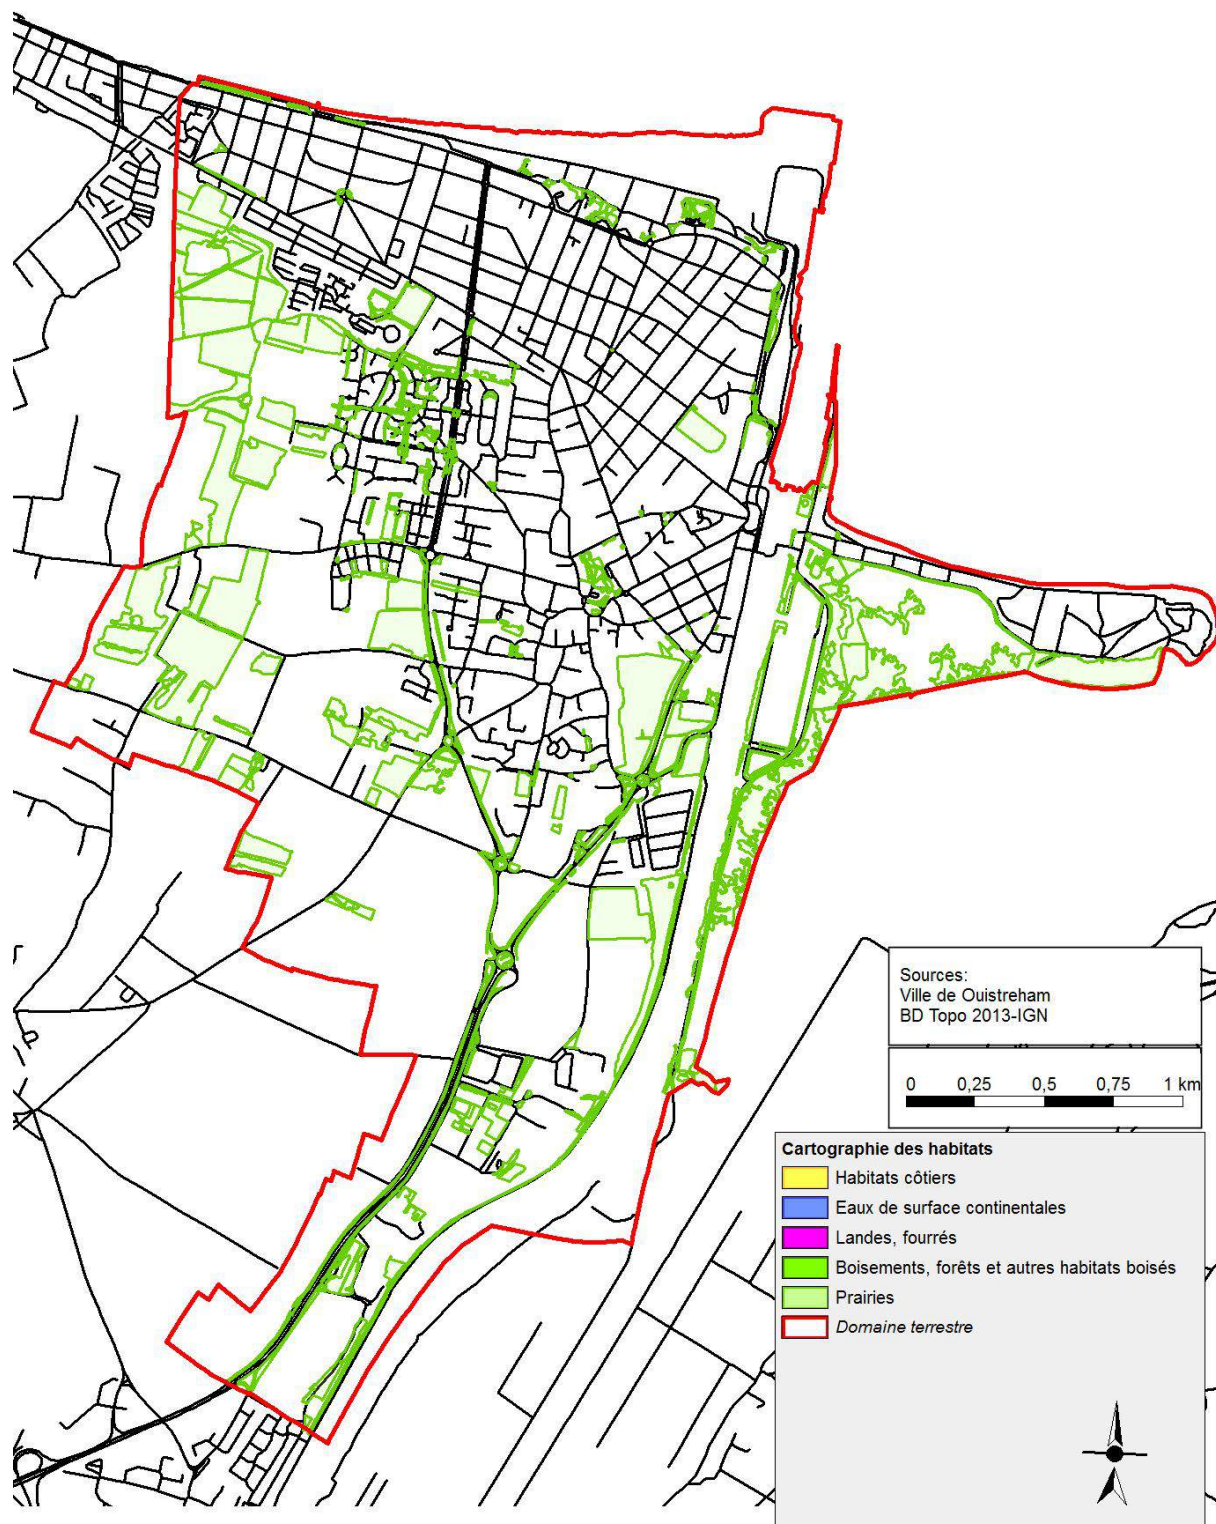 Sources:
Ville de Ouistreham
BD Topo 2013-IGN
0 0,25 0,5 0,75 1 km
Cartographie des habitats
Habitats côtiers
Eaux de surface continentales
Landes, fourrés
Boisements, forêts et autres habitats boisés
Prairies
Domaine terrestre